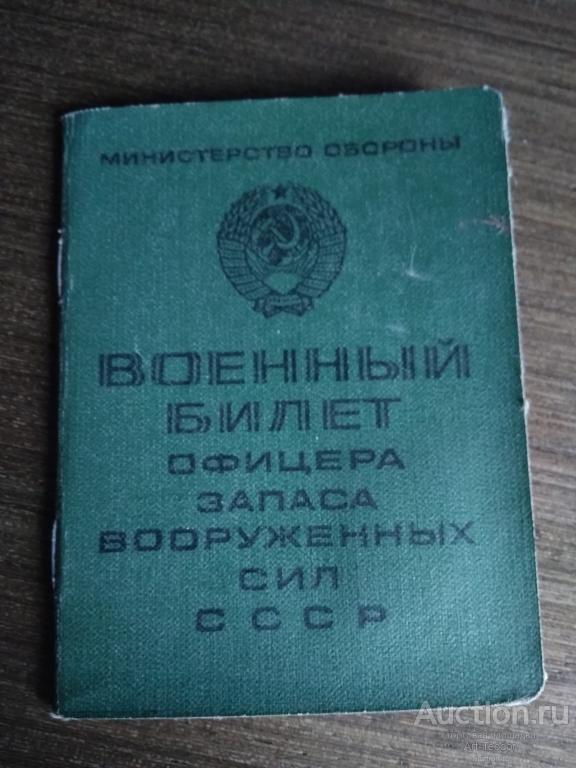 МИНИСТЕРСТВО ОБОРОНЫ
ВОЕННЫЙ
БИЛЕТ
ОФИЦЕРА
ЗАПАСА
ВООРУЖЕННЫХ
СИЛ
СССР
Auction.ru